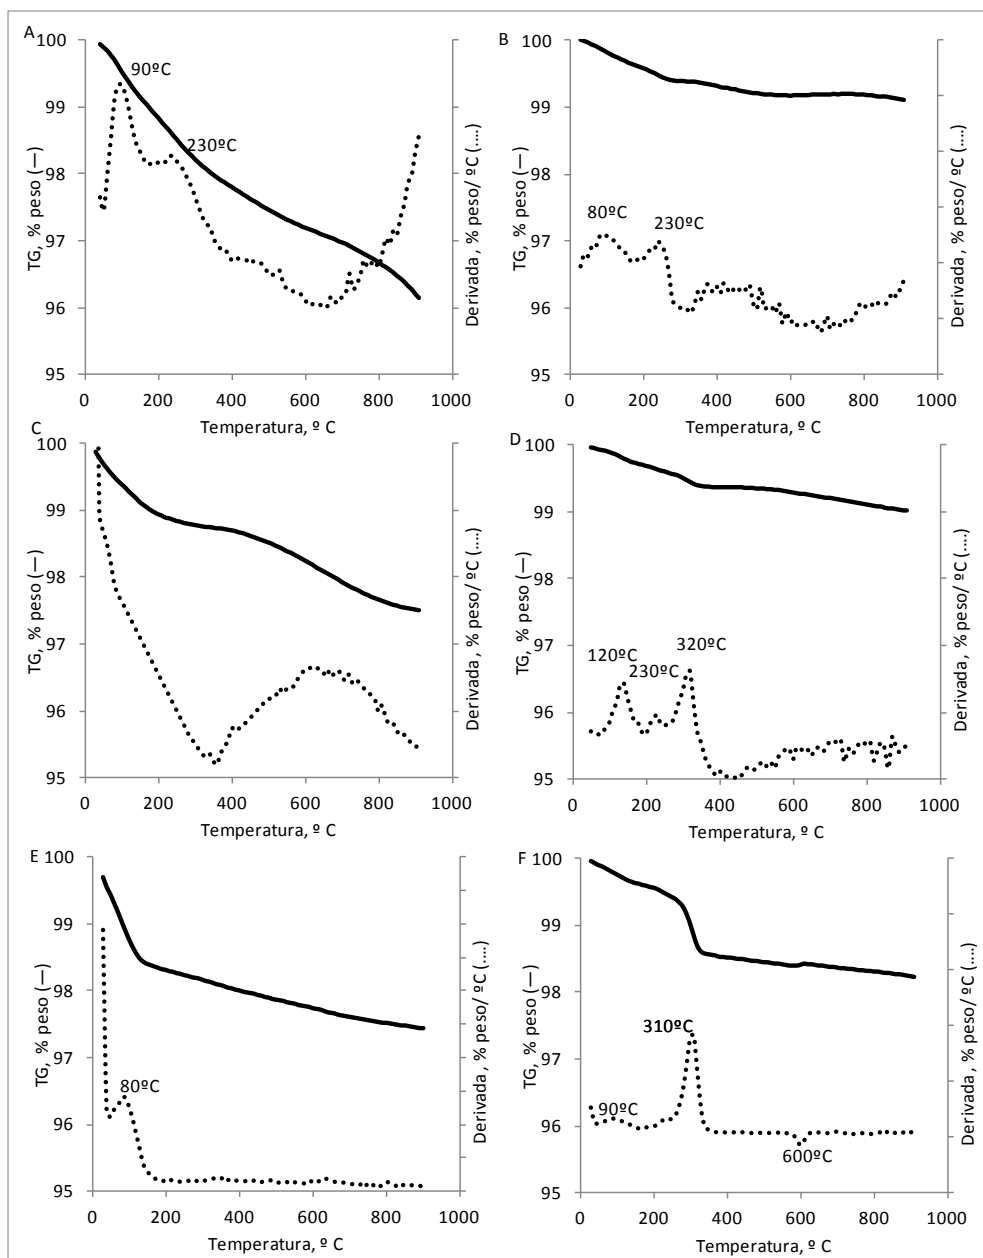 A
100
99
98
97
96
95
0 200 400 600 800 1000
90ºC
230ºC
TG, % peso (—)
Temperatura, º C
Derivada , % peso/ ºC (....)
B
100
99
98
97
96
95
0 200 400 600 800 1000
80ºC
230ºC
TG, % peso (—)
Temperatura, º C
Derivada , % peso/ ºC (....)
C
100
99
98
97
96
95
0 200 400 600 800 1000
TG, % peso (—)
Temperatura, º C
Derivada , % peso/ ºC (....)
D
100
99
98
97
96
95
0 200 400 600 800 1000
120ºC
230ºC
320ºC
TG, % peso (—)
Temperatura, º C
Derivada , % peso/ ºC (....)
E
100
99
98
97
96
95
0 200 400 600 800 1000
80ºC
TG, % peso (—)
Temperatura, º C
Derivada , % peso/ ºC (....)
F
100
99
98
97
96
95
0 200 400 600 800 1000
90ºC
310ºC
600ºC
TG, % peso (—)
Temperatura, º C
Derivada , % peso/ ºC (....)